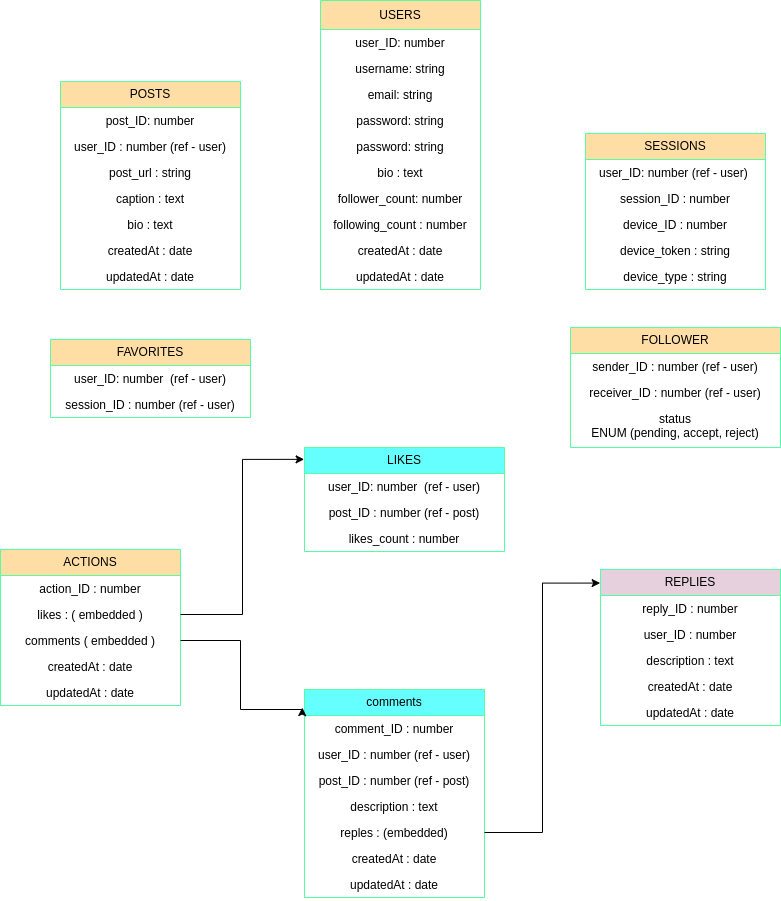 USERS
user_ID: number
username: string
email: string
password: string
password: string
bio : text
follower_count: number
following_count : number
createdAt : date
updatedAt : date
POSTS
post_ID: number
user_ID : number (ref - user)
post_url : string
caption : text
bio : text
createdAt : date
updatedAt : date
SESSIONS
user_ID: number (ref - user)
session_ID : number
device_ID : number
device_token : string
device_type : string
FAVORITES
user_ID: number  (ref - user)
session_ID : number (ref - user)
FOLLOWER
sender_ID : number (ref - user)
receiver_ID : number (ref - user)
status
ENUM (pending, accept, reject)
LIKES
user_ID: number  (ref - user)
post_ID : number (ref - post)
likes_count : number
ACTIONS
action_ID : number
likes : ( embedded )
comments ( embedded )
createdAt : date
updatedAt : date
REPLIES
reply_ID : number
user_ID : number
description : text
createdAt : date
updatedAt : date
comments
comment_ID : number
user_ID : number (ref - user)
post_ID : number (ref - post)
description : text
reples : (embedded)
createdAt : date
updatedAt : date